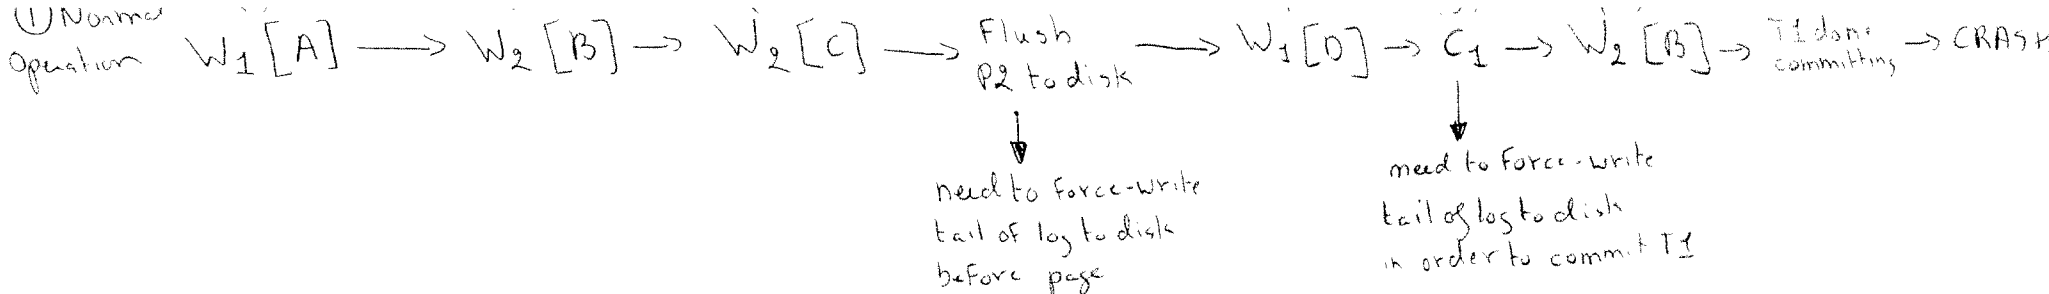 ① Normal
Operation W1[A] → W2[B] → W2[C] → Flush P2 to disk → W1[D] → C1 → W2[B] → T1 done committing → CRASH
need to force-write
tail of log to disk
before page
need to force-write
tail of log to disk
in order to commit T1